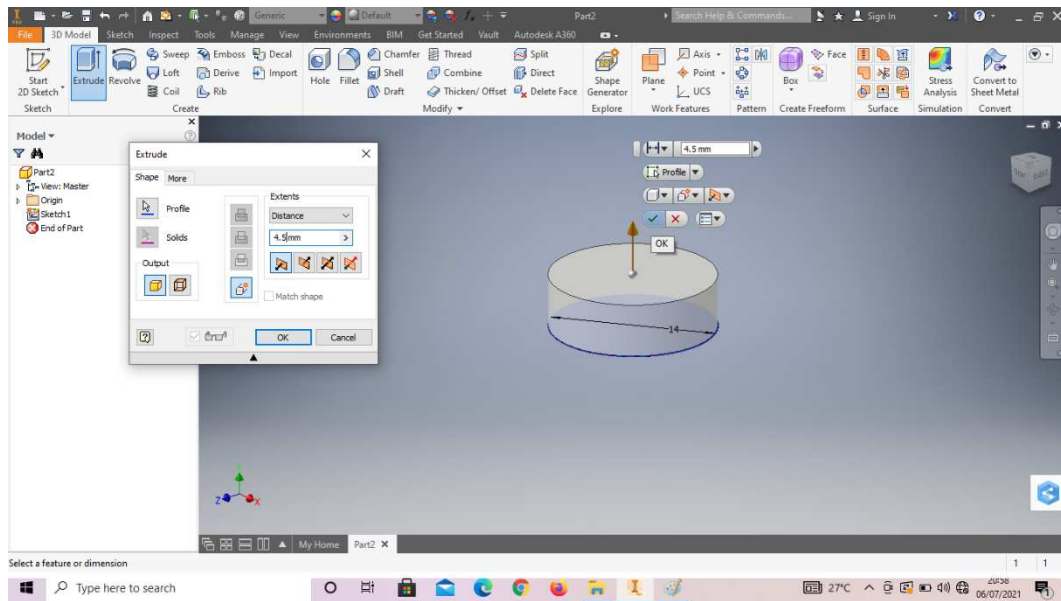 Generic Default Part2 Search Help & Commands... Sign In
File 3D Model Sketch Inspect Tools Manage View Environments BIM Get Started Vault Autodesk A360
Start 2D Sketch
Extrude
Revolve
Sweep
Loft
Coil
Emboss
Derive
Rib
Decal
Import
Hole
Fillet
Chamfer
Shell
Draft
Thread
Combine
Thicken/ Offset
Split
Direct
Delete Face
Shape
Generator
Plane
Axis
Point
UCS
Box
Face
Stress
Analysis
Convert to
Sheet Metal
Sketch Create Modify Explore Work Features Pattern Create Freeform Surface Simulation Convert
Model
Part2
View: Master
Origin
Sketch1
End of Part
Extrude
Shape More
Profile
Solids
Output
Extents
Distance
4.5 mm
Match shape
OK Cancel
4.5 mm
Profile
OK
14
Z X
My Home Part2
Select a feature or dimension 1 1
Type here to search 27°C 20:58
06/07/2021